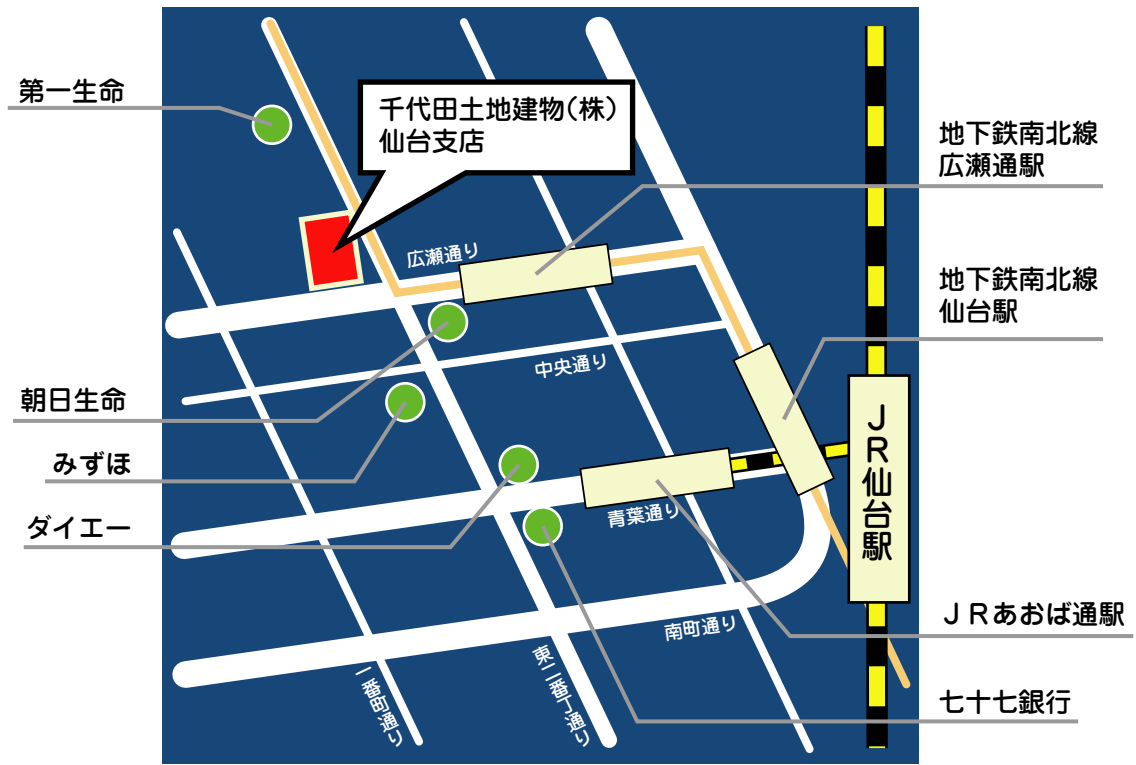 第一生命
千代田土地建物(株)
仙台支店
地下鉄南北線
広瀬通駅
広瀬通り
地下鉄南北線
仙台駅
中央通り
朝日生命
みずほ
ダイエー
JR仙台駅
青葉通り
JRあおば通駅
南町通り
一番町通り
東二番丁通り
七十七銀行